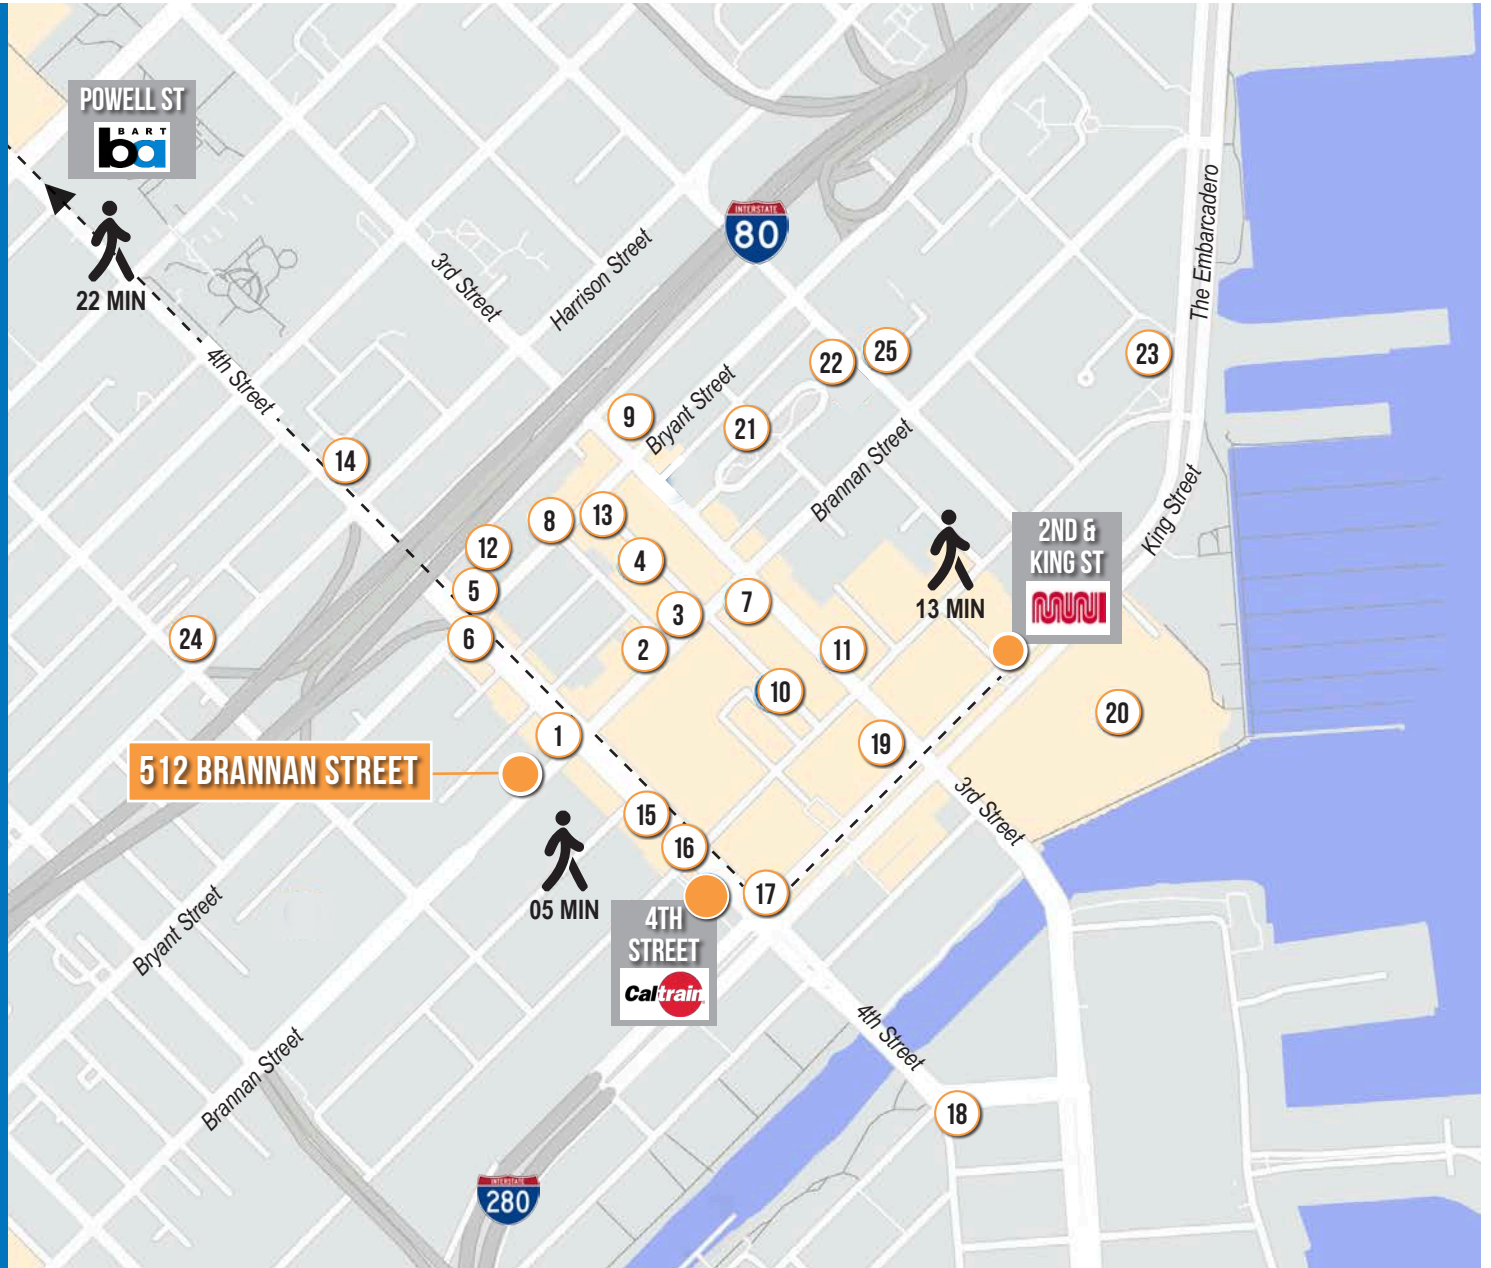 POWELL ST
BART
ba
22 MIN
3rd Street
Harrison Street
INTERSTATE
80
The Embarcadero
4th Street
22
25
23
9
Bryant Street
21
14
Brannan Street
8
13
12
4
King Street
2ND &
KING ST
MUNI
13 MIN
5
7
3
24
6
2
11
10
20
1
19
512 BRANNAN STREET
15
3rd Street
16
17
05 MIN
4TH
STREET
Caltrain
Bryant Street
4th Street
Brannan Street
18
INTERSTATE
280